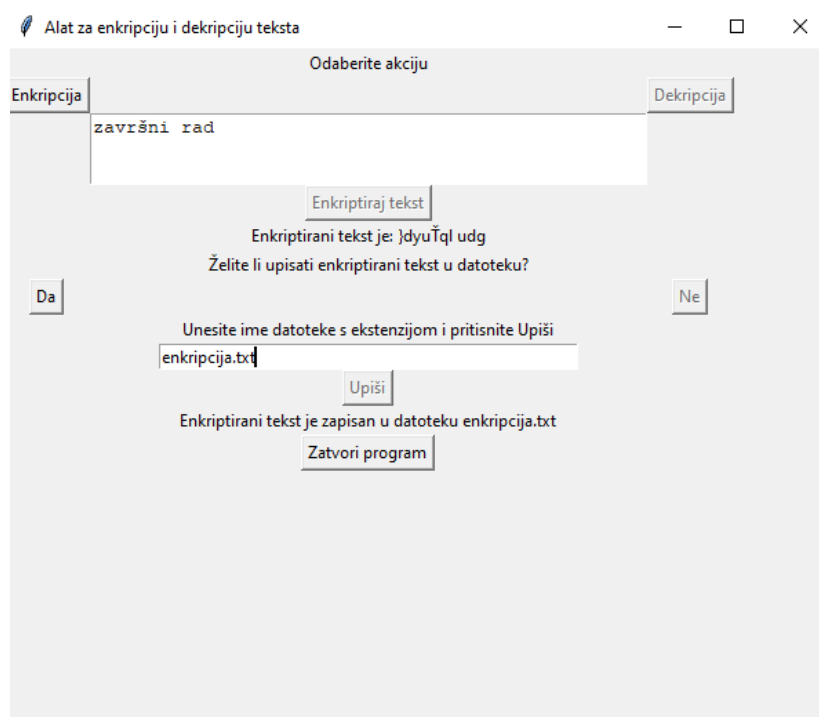 Alat za enkripciju i dekripciju teksta
Odaberite akciju
Enkripcija Dekripcija
završni rad
Enkriptiraj tekst
Enkriptirani tekst je: }dyuŤql udg
Želite li upisati enkriptirani tekst u datoteku?
Da Ne
Unesite ime datoteke s ekstenzijom i pritisnite Upiši
enkripcija.txt
Upiši
Enkriptirani tekst je zapisan u datoteku enkripcija.txt
Zatvori program